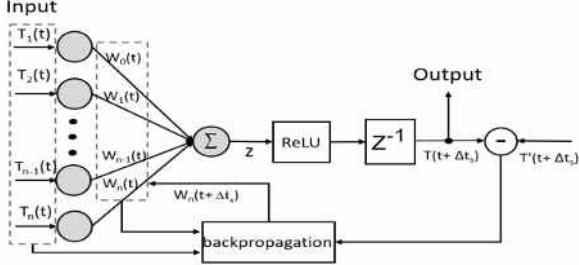 Input
T1(t)
W0(t)
T2(t)
W1(t)
Output
Σ
z
ReLU
Z-1
T(t+ Δts)
-
T'(t+ Δts)
Tn-1(t)
Wn-1(t)
Wn(t)
Wn(t+ Δts)
Tn(t)
backpropagation